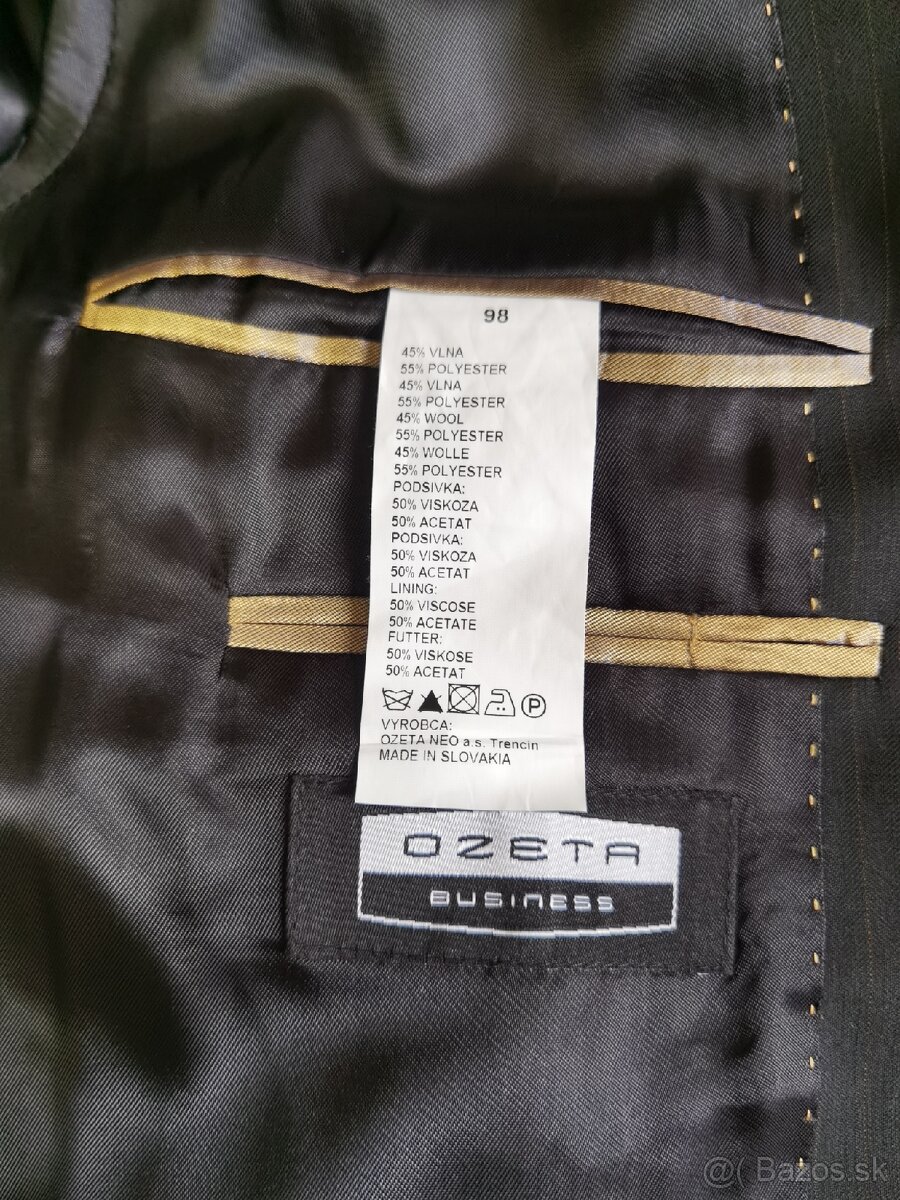 98
45% VLNA
55% POLYESTER
45% VLNA
55% POLYESTER
45% WOOL
55% POLYESTER
45% WOLLE
55% POLYESTER
PODSIVKA:
50% VISKOZA
50% ACETAT
PODSIVKA:
50% VISKOZA
50% ACETAT
LINING:
50% VISCOSE
50% ACETATE
FUTTER:
50% VISKOSE
50% ACETAT
P
VYROBCA:
OZETA NEO a.s. Trencin
MADE IN SLOVAKIA
OZETA
BUSINESS
@( Bazos.sk